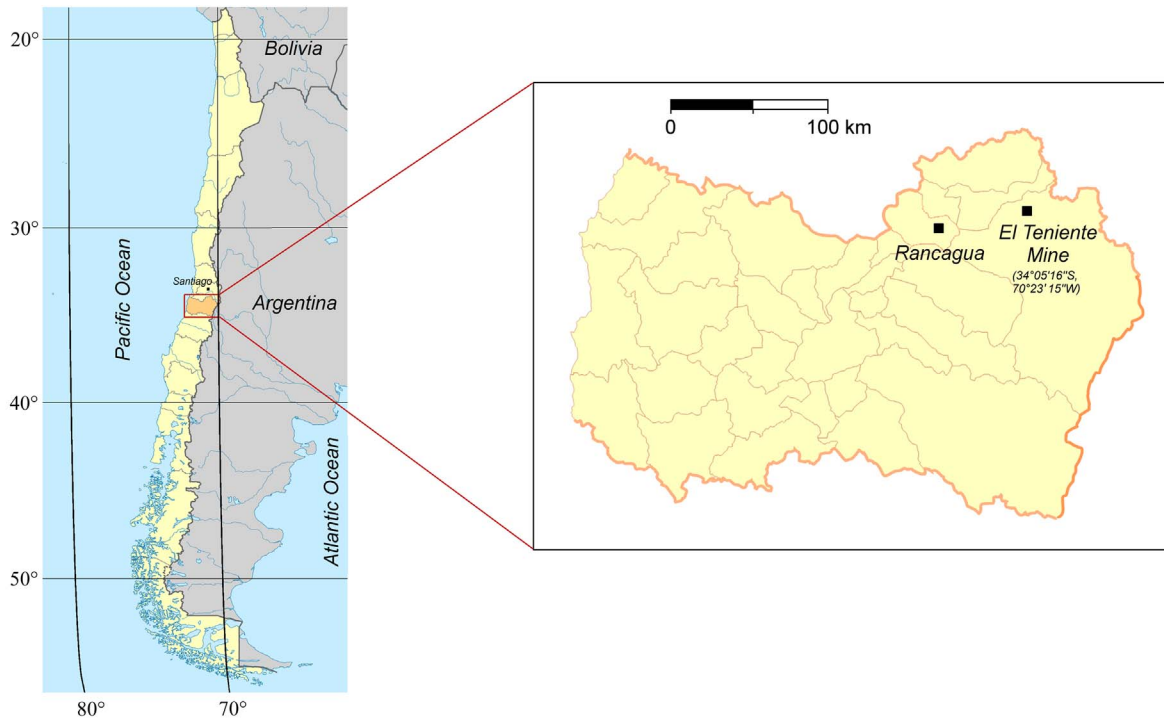 20°
Bolivia
30°
Pacific Ocean
Santiago
Argentina
40°
Atlantic Ocean
50°
80°
70°
0
100 km
Rancagua
El Teniente
Mine
(34°05'16"S,
70°23' 15"W)